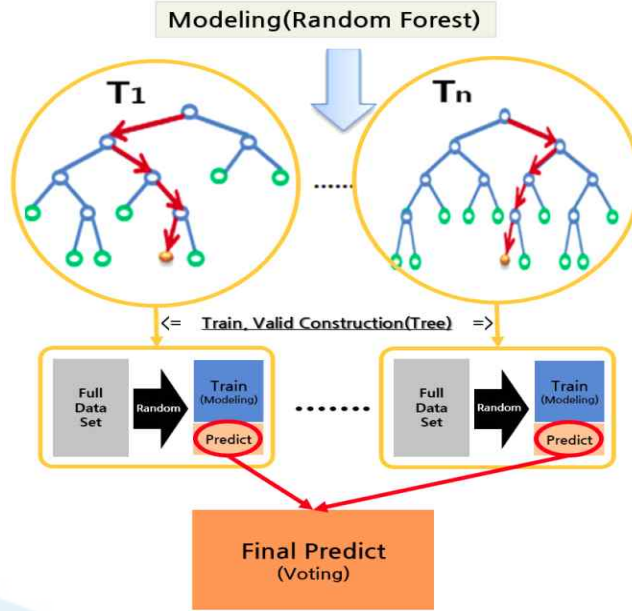 Modeling(Random Forest)
T1
Tn
......
<= Train, Valid Construction(Tree) =>
Full
Data
Set
Random
Train
(Modeling)
Predict
.......
Full
Data
Set
Random
Train
(Modeling)
Predict
Final Predict
(Voting)